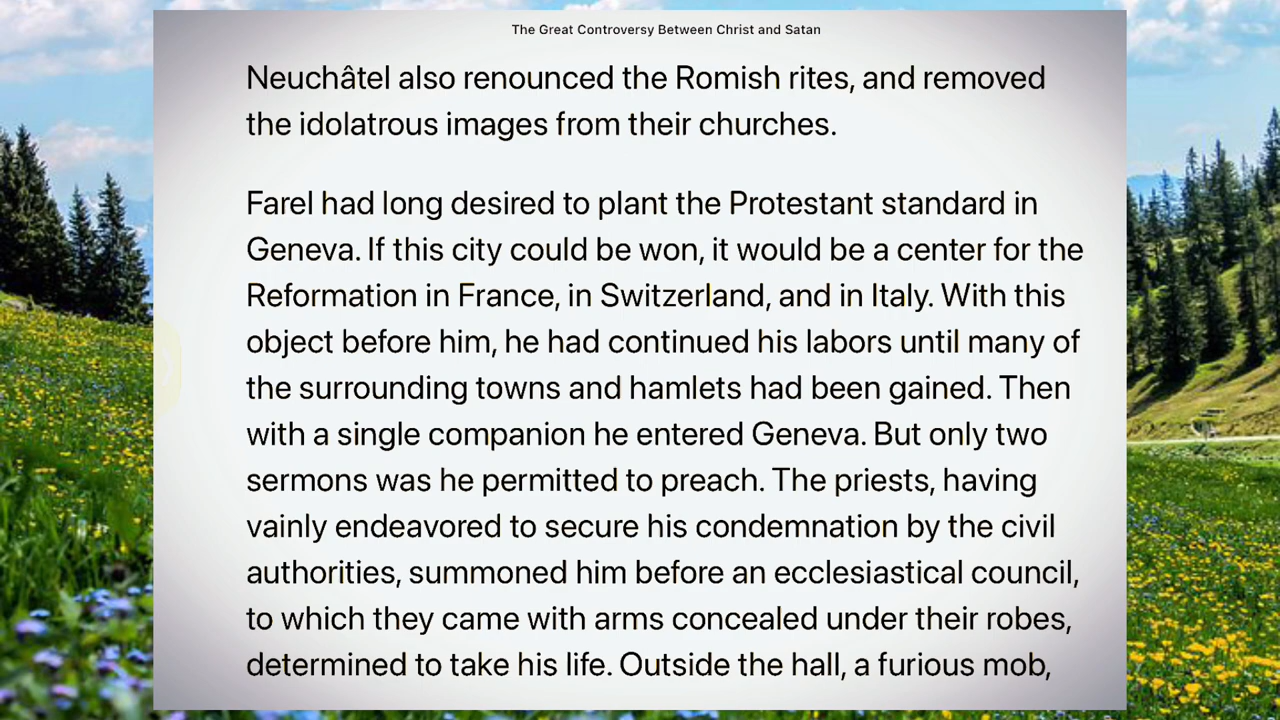 The Great Controversy Between Christ and Satan
Neuchâtel also renounced the Romish rites, and removed
the idolatrous images from their churches.
Farel had long desired to plant the Protestant standard in
Geneva. If this city could be won, it would be a center for the
Reformation in France, in Switzerland, and in Italy. With this
object before him, he had continued his labors until many of
the surrounding towns and hamlets had been gained. Then
with a single companion he entered Geneva. But only two
sermons was he permitted to preach. The priests, having
vainly endeavored to secure his condemnation by the civil
authorities, summoned him before an ecclesiastical council,
to which they came with arms concealed under their robes,
determined to take his life. Outside the hall, a furious mob,